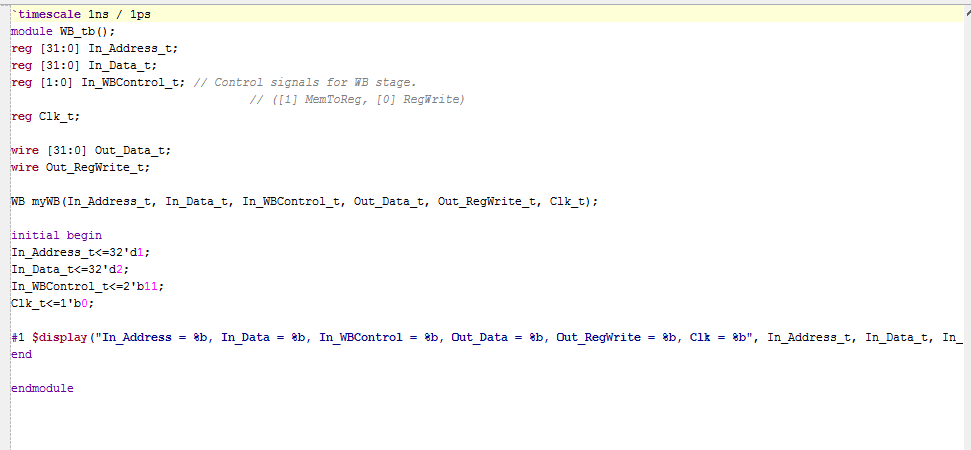 `timescale 1ns / 1ps
module WB_tb();
reg [31:0] In_Address_t;
reg [31:0] In_Data_t;
reg [1:0] In_WBControl_t; // Control signals for WB stage.
// ([1] MemToReg, [0] RegWrite)
reg Clk_t;
wire [31:0] Out_Data_t;
wire Out_RegWrite_t;
WB myWB(In_Address_t, In_Data_t, In_WBControl_t, Out_Data_t, Out_RegWrite_t, Clk_t);
initial begin
In_Address_t<=32'd1;
In_Data_t<=32'd2;
In_WBControl_t<=2'b11;
Clk_t<=1'b0;
#1 $display("In_Address = %b, In_Data = %b, In_WBControl = %b, Out_Data = %b, Out_RegWrite = %b, Clk = %b", In_Address_t, In_Data_t, In_
end
endmodule